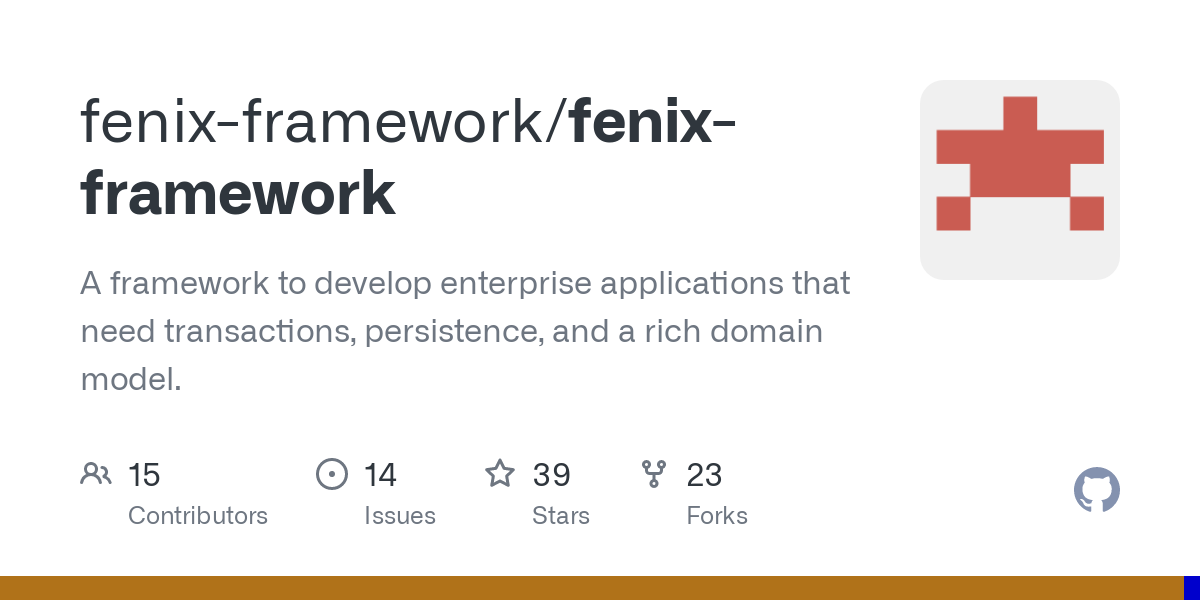 fenix-framework/fenix-
framework
A framework to develop enterprise applications that
need transactions, persistence, and a rich domain
model.
15 14 39 23
Contributors Issues Stars Forks